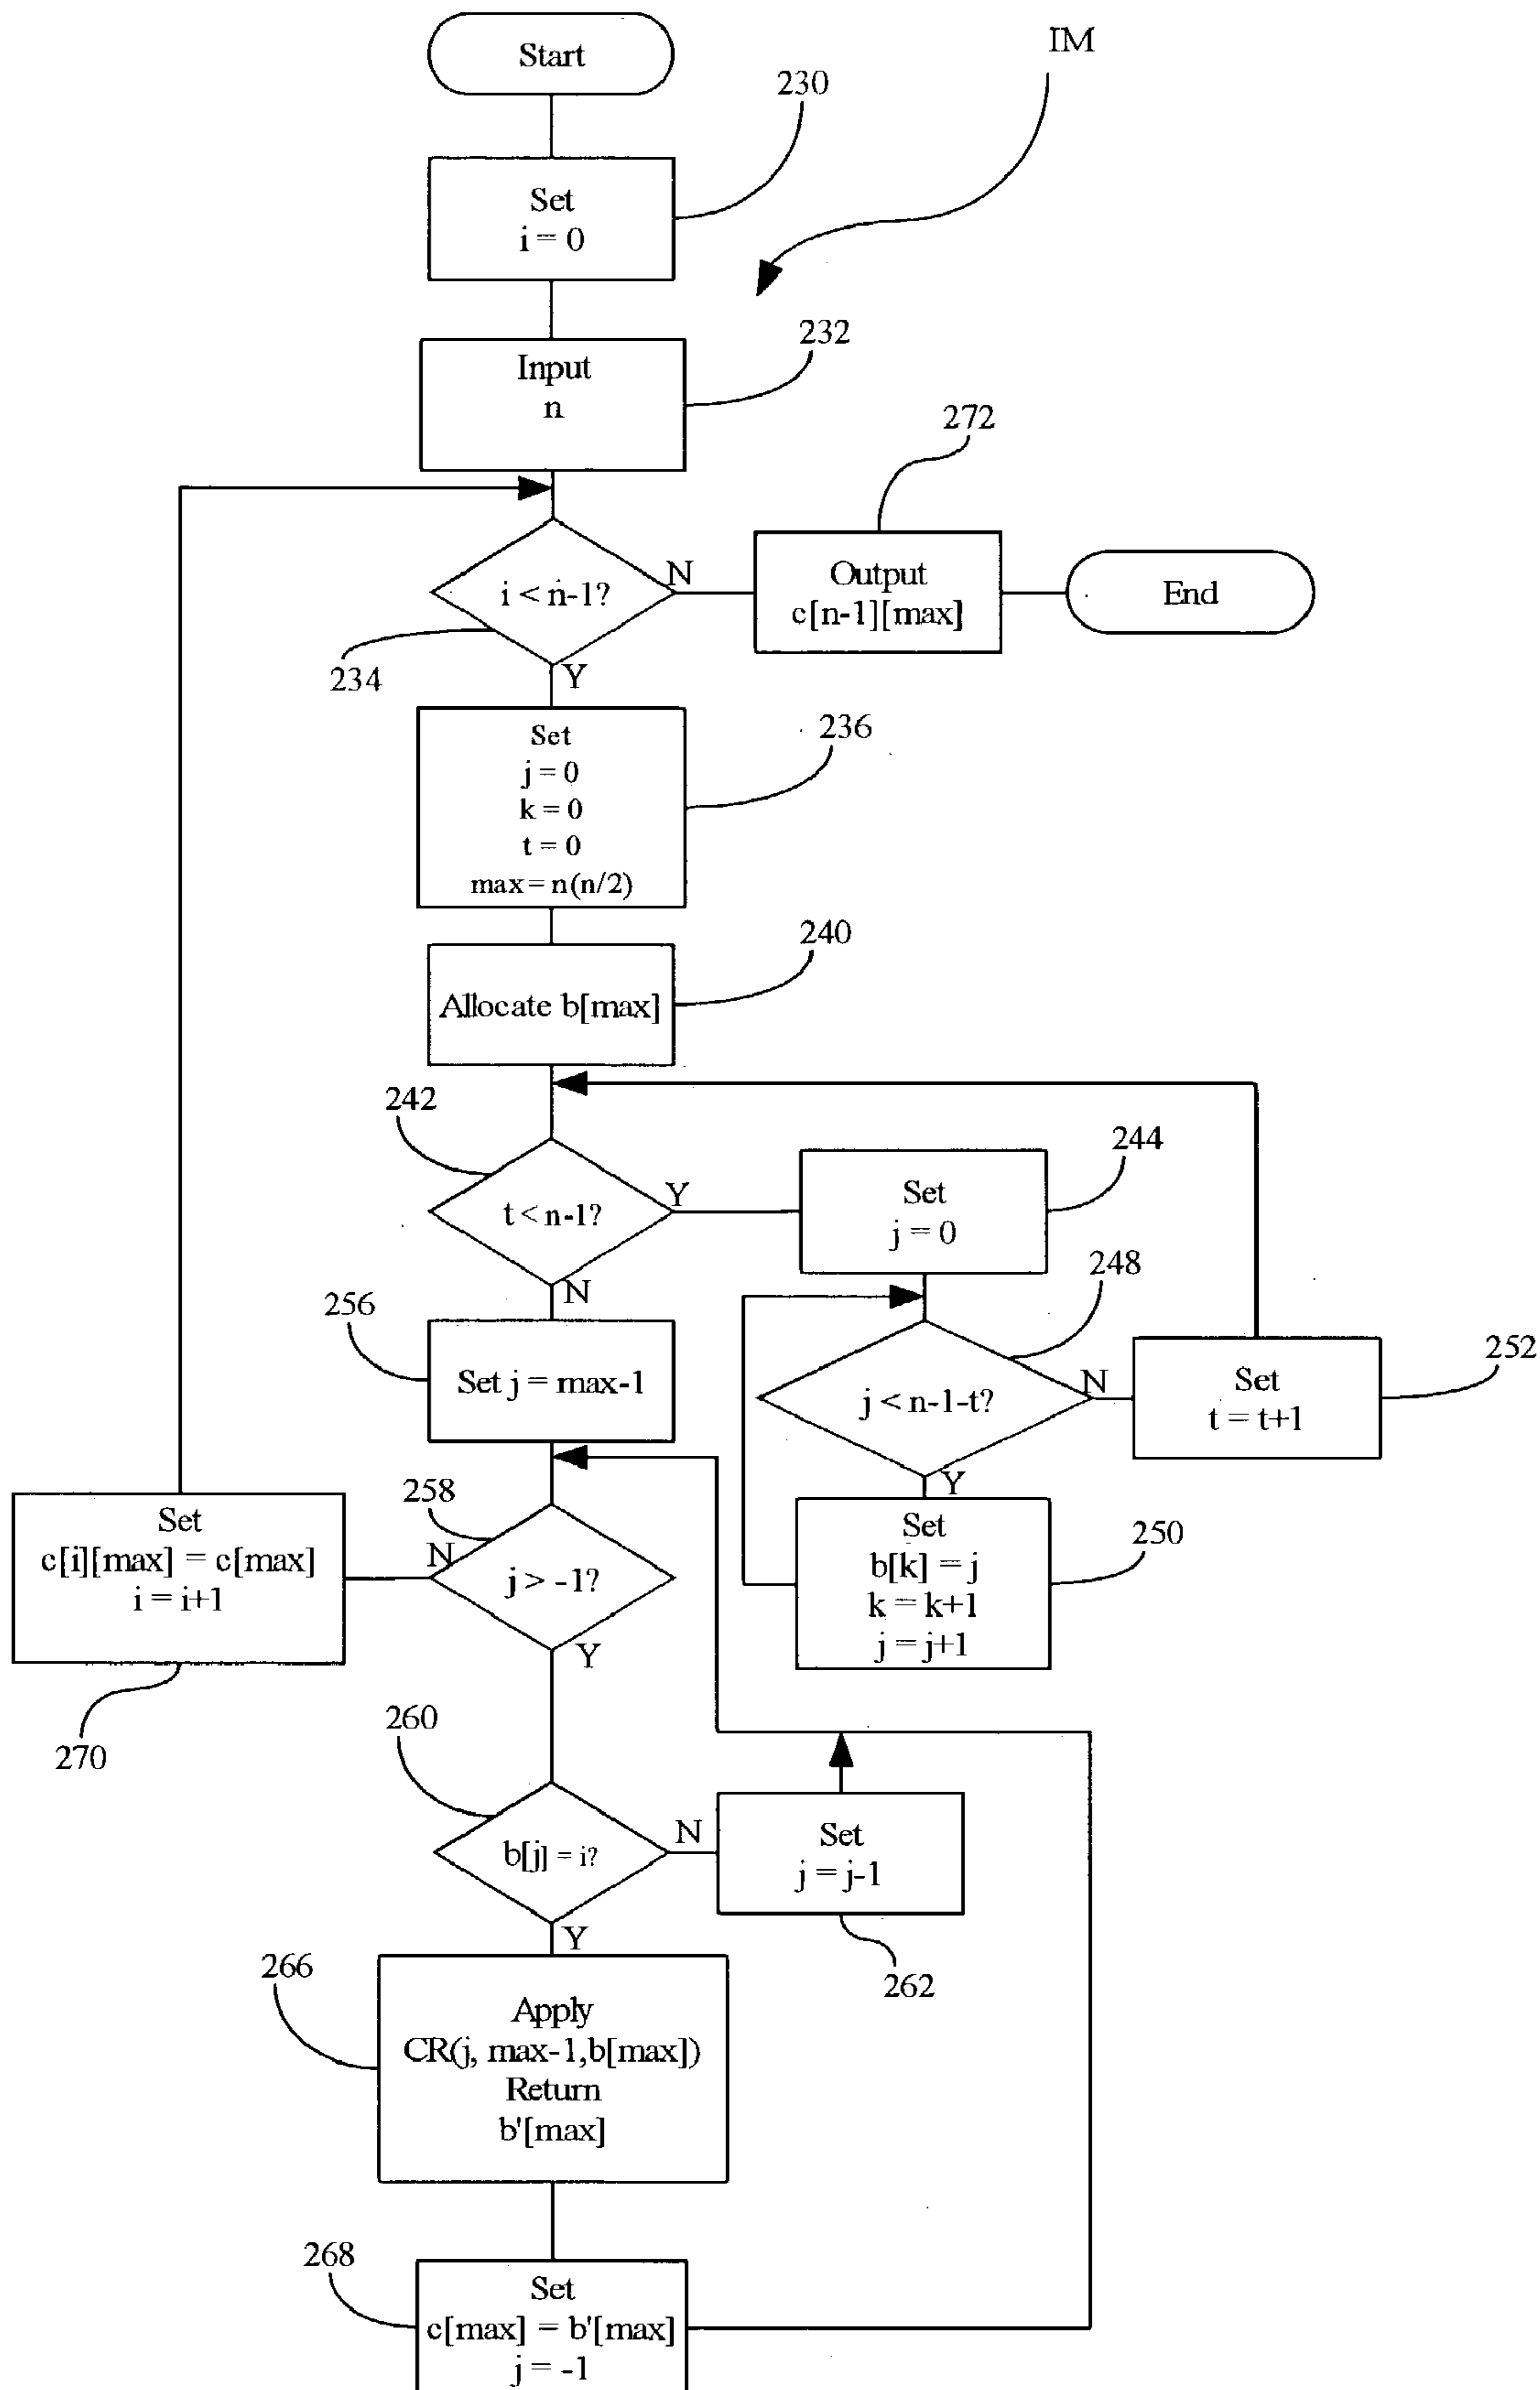 Start
IM
230
Set
i = 0
232
Input
n
272
i < n-1?
N
Output
c[n-1][max]
End
234
Y
236
Set
j = 0
k = 0
t = 0
max = n(n/2)
240
Allocate b[max]
242
244
t < n-1?
Y
Set
j = 0
N
248
256
Set j = max-1
252
j < n-1-t?
N
Set
t = t+1
Y
258
250
Set
c[i][max] = c[max]
i = i+1
N
j > -1?
Y
Set
b[k] = j
k = k+1
j = j+1
270
260
b[j] = i?
N
Set
j = j-1
Y
262
266
Apply
CR(j, max-1,b[max])
Return
b'[max]
268
Set
c[max] = b'[max]
j = -1